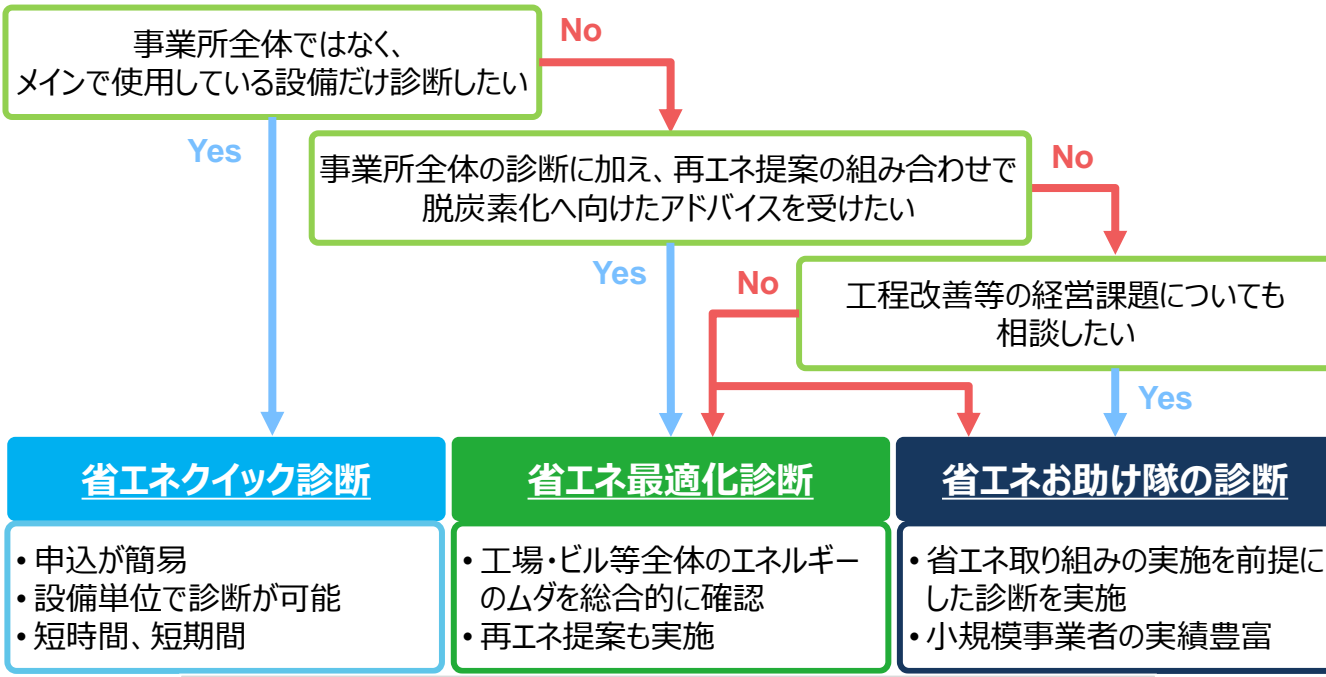 事業所全体ではなく、
メインで使用している設備だけ診断したい
No
Yes
事業所全体の診断に加え、再エネ提案の組み合わせで
脱炭素化へ向けたアドバイスを受けたい
No
Yes
No
工程改善等の経営課題についても
相談したい
Yes
省エネクイック診断
・申込が簡易
・設備単位で診断が可能
・短時間、短期間
省エネ最適化診断
・工場・ビル等全体のエネルギー
のムダを総合的に確認
・再エネ提案も実施
省エネお助け隊の診断
・省エネ取り組みの実施を前提に
した診断を実施
・小規模事業者の実績豊富